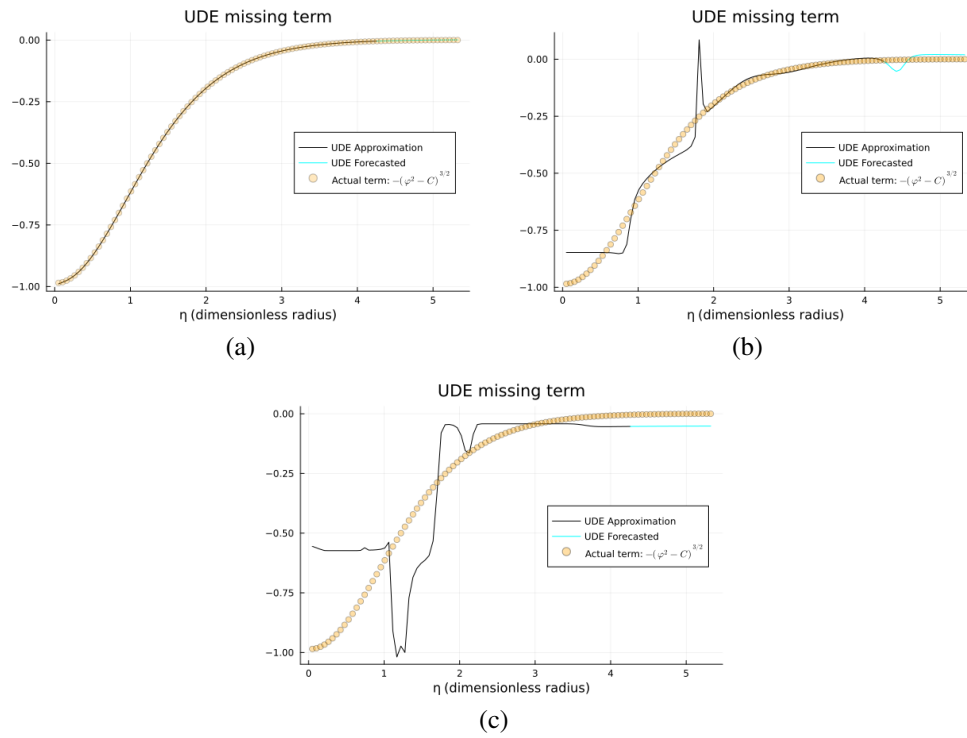 UDE missing term
0.00
−0.25
−0.50
−0.75
−1.00
0 1 2 3 4 5
η (dimensionless radius)
UDE Approximation
UDE Forecasted
Actual term: −(φ² − C)^{3/2}
(a)
UDE missing term
0.00
−0.25
−0.50
−0.75
−1.00
0 1 2 3 4 5
η (dimensionless radius)
UDE Approximation
UDE Forecasted
Actual term: −(φ² − C)^{3/2}
(b)
UDE missing term
0.00
−0.25
−0.50
−0.75
−1.00
0 1 2 3 4 5
η (dimensionless radius)
UDE Approximation
UDE Forecasted
Actual term: −(φ² − C)^{3/2}
(c)